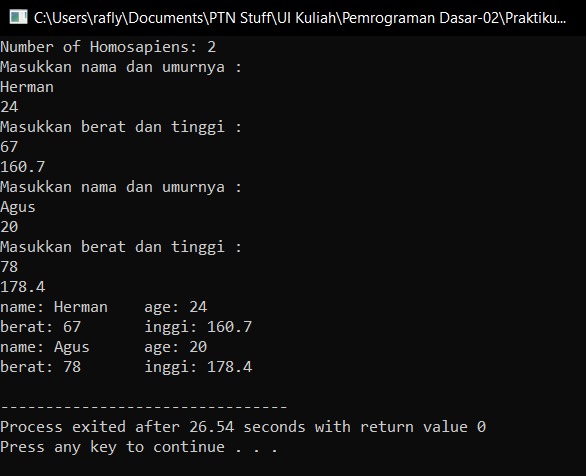 C:\Users\rafly\Documents\PTN Stuff\UI Kuliah\Pemrograman Dasar-02\Praktiku...
Number of Homosapiens: 2
Masukkan nama dan umurnya :
Herman
24
Masukkan berat dan tinggi :
67
160.7
Masukkan nama dan umurnya :
Agus
20
Masukkan berat dan tinggi :
78
178.4
name: Herman    age: 24
berat: 67       inggi: 160.7
name: Agus      age: 20
berat: 78       inggi: 178.4
--------------------------------
Process exited after 26.54 seconds with return value 0
Press any key to continue . . .